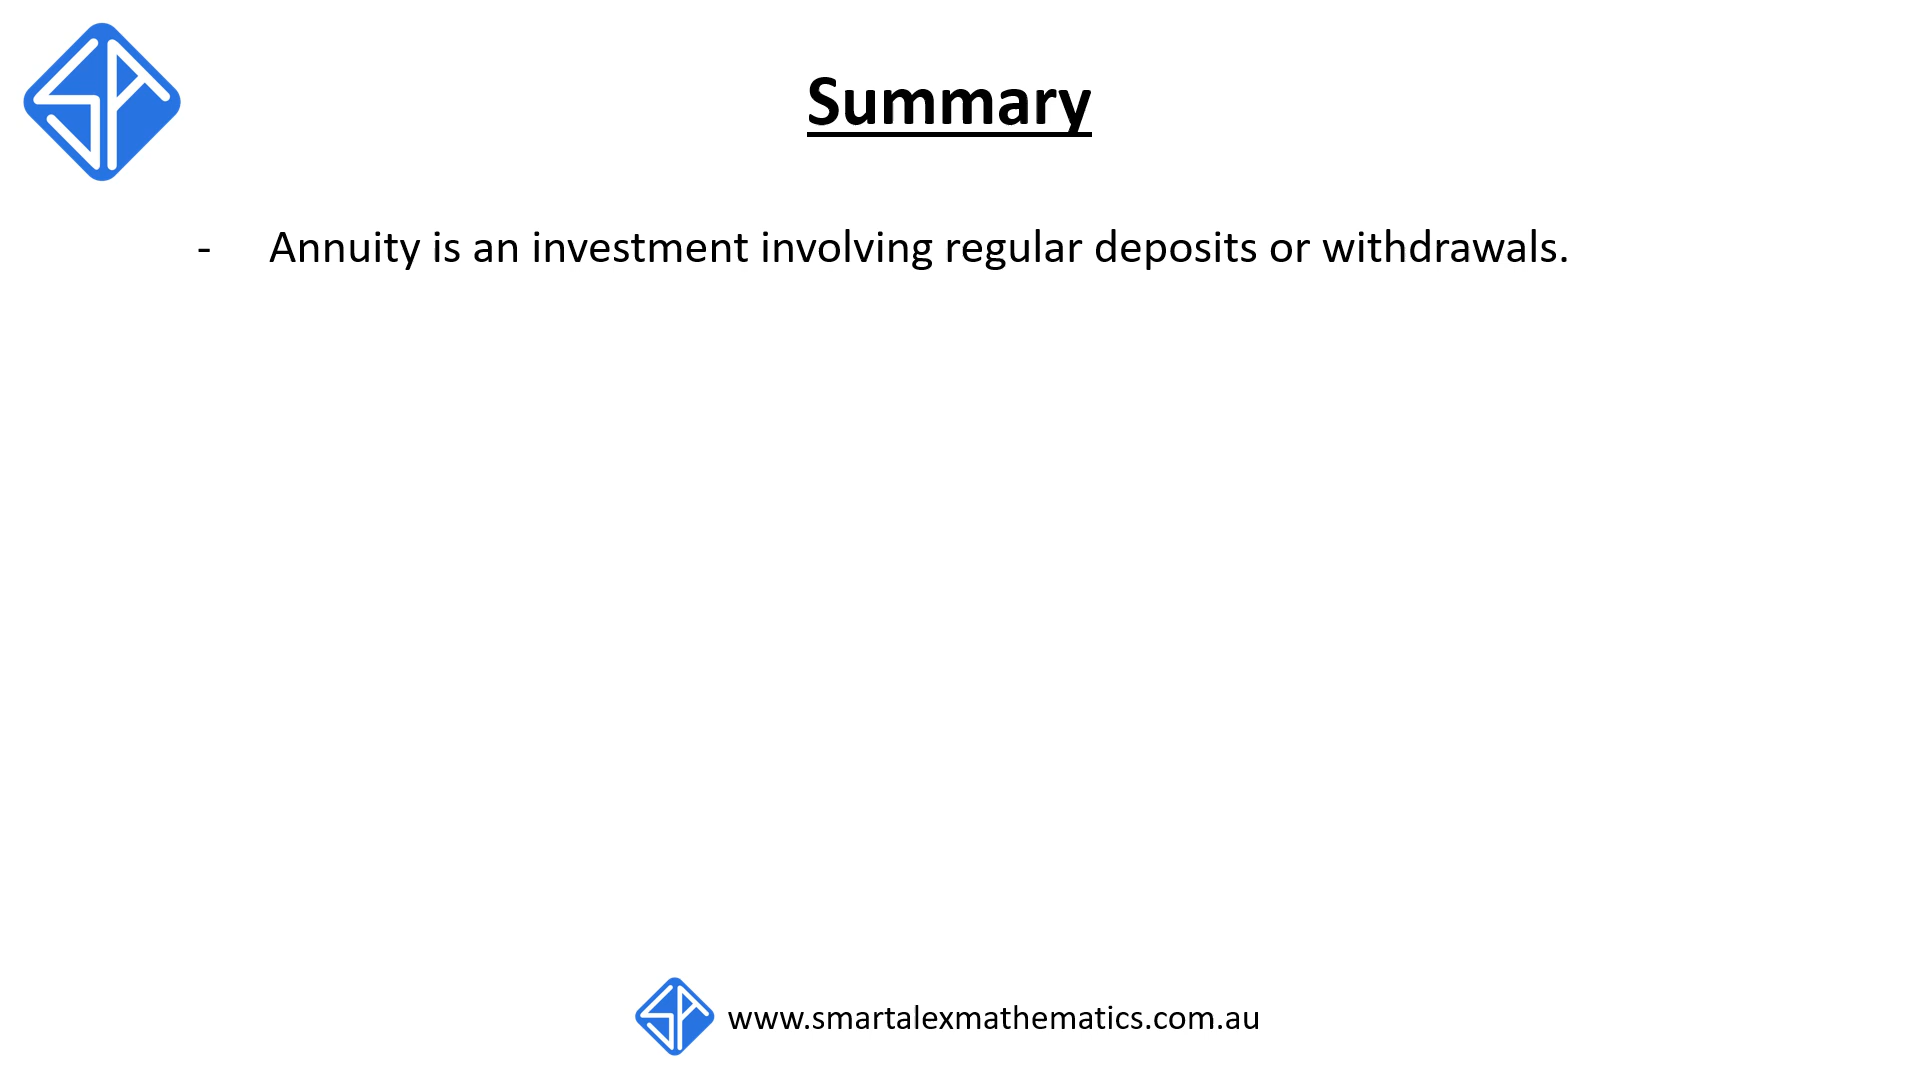 Summary
- Annuity is an investment involving regular deposits or withdrawals.
www.smartalexmathematics.com.au